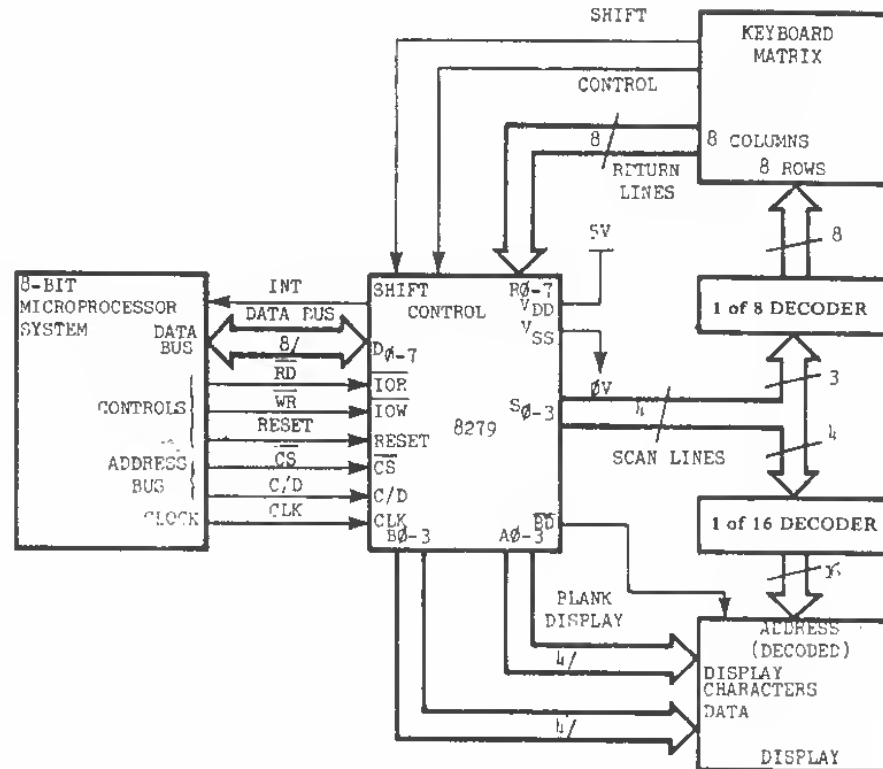 SHIFT
KEYBOARD
MATRIX
CONTROL
8
8 COLUMNS
RETURN
LINES
8 ROWS
5V
8
8-BIT
MICROPROCESSOR
SYSTEM
INT
SHIFT
RØ-7
1 of 8 DECODER
DATA BUS
CONTROL
VDD
DATA
BUS
8/
DØ-7
VSS
RD
IOR
ØV
3
CONTROLS
WR
IOW
SØ-3
4
RESET
RESET
8279
4
ADDRESS
BUS
CS
CS
SCAN LINES
C/D
C/D
CLOCK
CLK
CLK
BD
1 of 16 DECODER
BØ-3
AØ-3
16
BLANK
DISPLAY
ADDRESS
(DECODED)
4/
DISPLAY
CHARACTERS
DATA
4/
DISPLAY